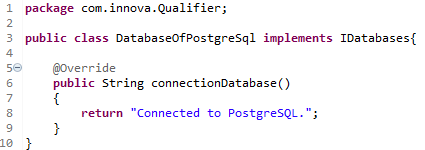 1 package com.innova.Qualifier;
2
3 public class DatabaseOfPostgreSql implements IDatabases{
4
5 @Override
6 public String connectionDatabase()
7 {
8 return "Connected to PostgreSQL.";
9 }
10 }